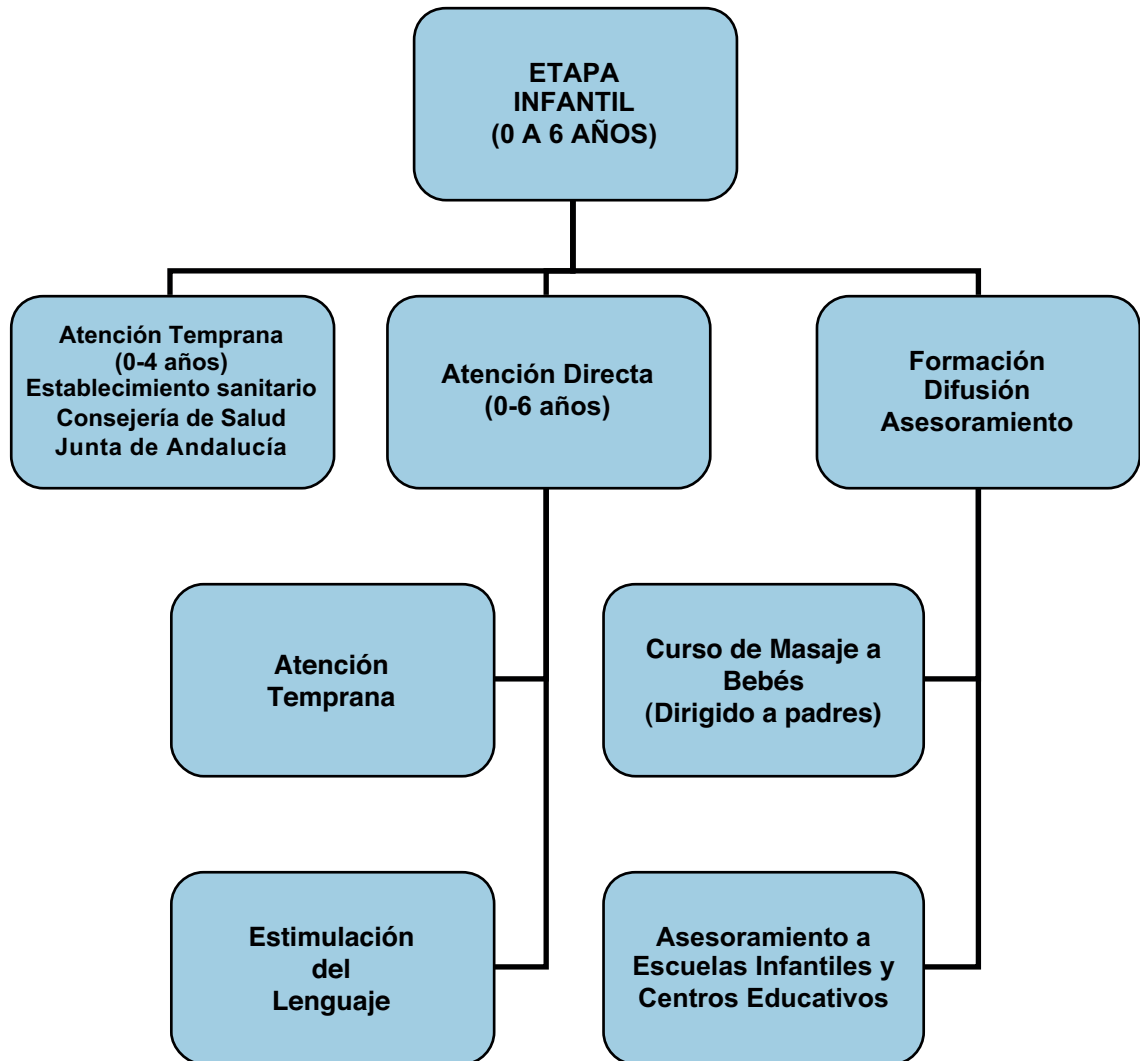 ETAPA
INFANTIL
(0 A 6 AÑOS)
Atención Temprana
(0-4 años)
Establecimiento sanitario
Consejería de Salud
Junta de Andalucía
Atención Directa
(0-6 años)
Formación
Difusión
Asesoramiento
Atención
Temprana
Curso de Masaje a
Bebés
(Dirigido a padres)
Estimulación
del
Lenguaje
Asesoramiento a
Escuelas Infantiles y
Centros Educativos